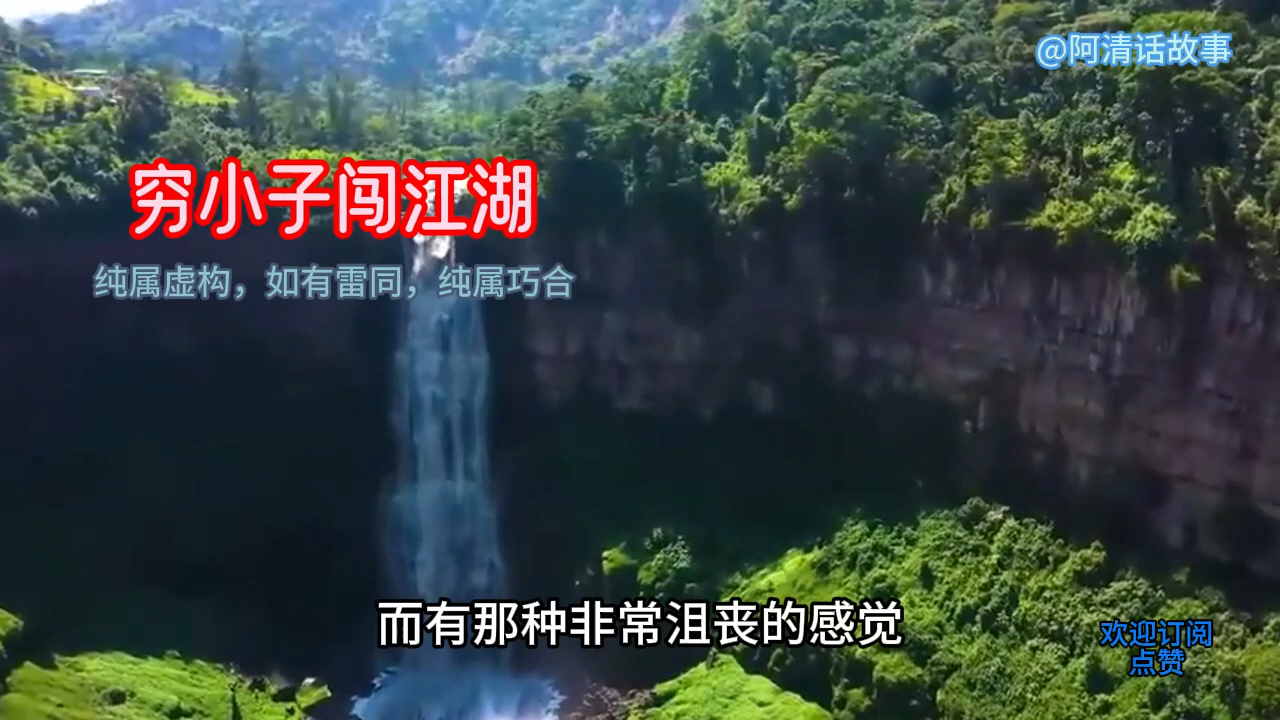 @阿清话故事
穷小子闯江湖
纯属虚构，如有雷同，纯属巧合
而有那种非常沮丧的感觉
欢迎订阅
点赞